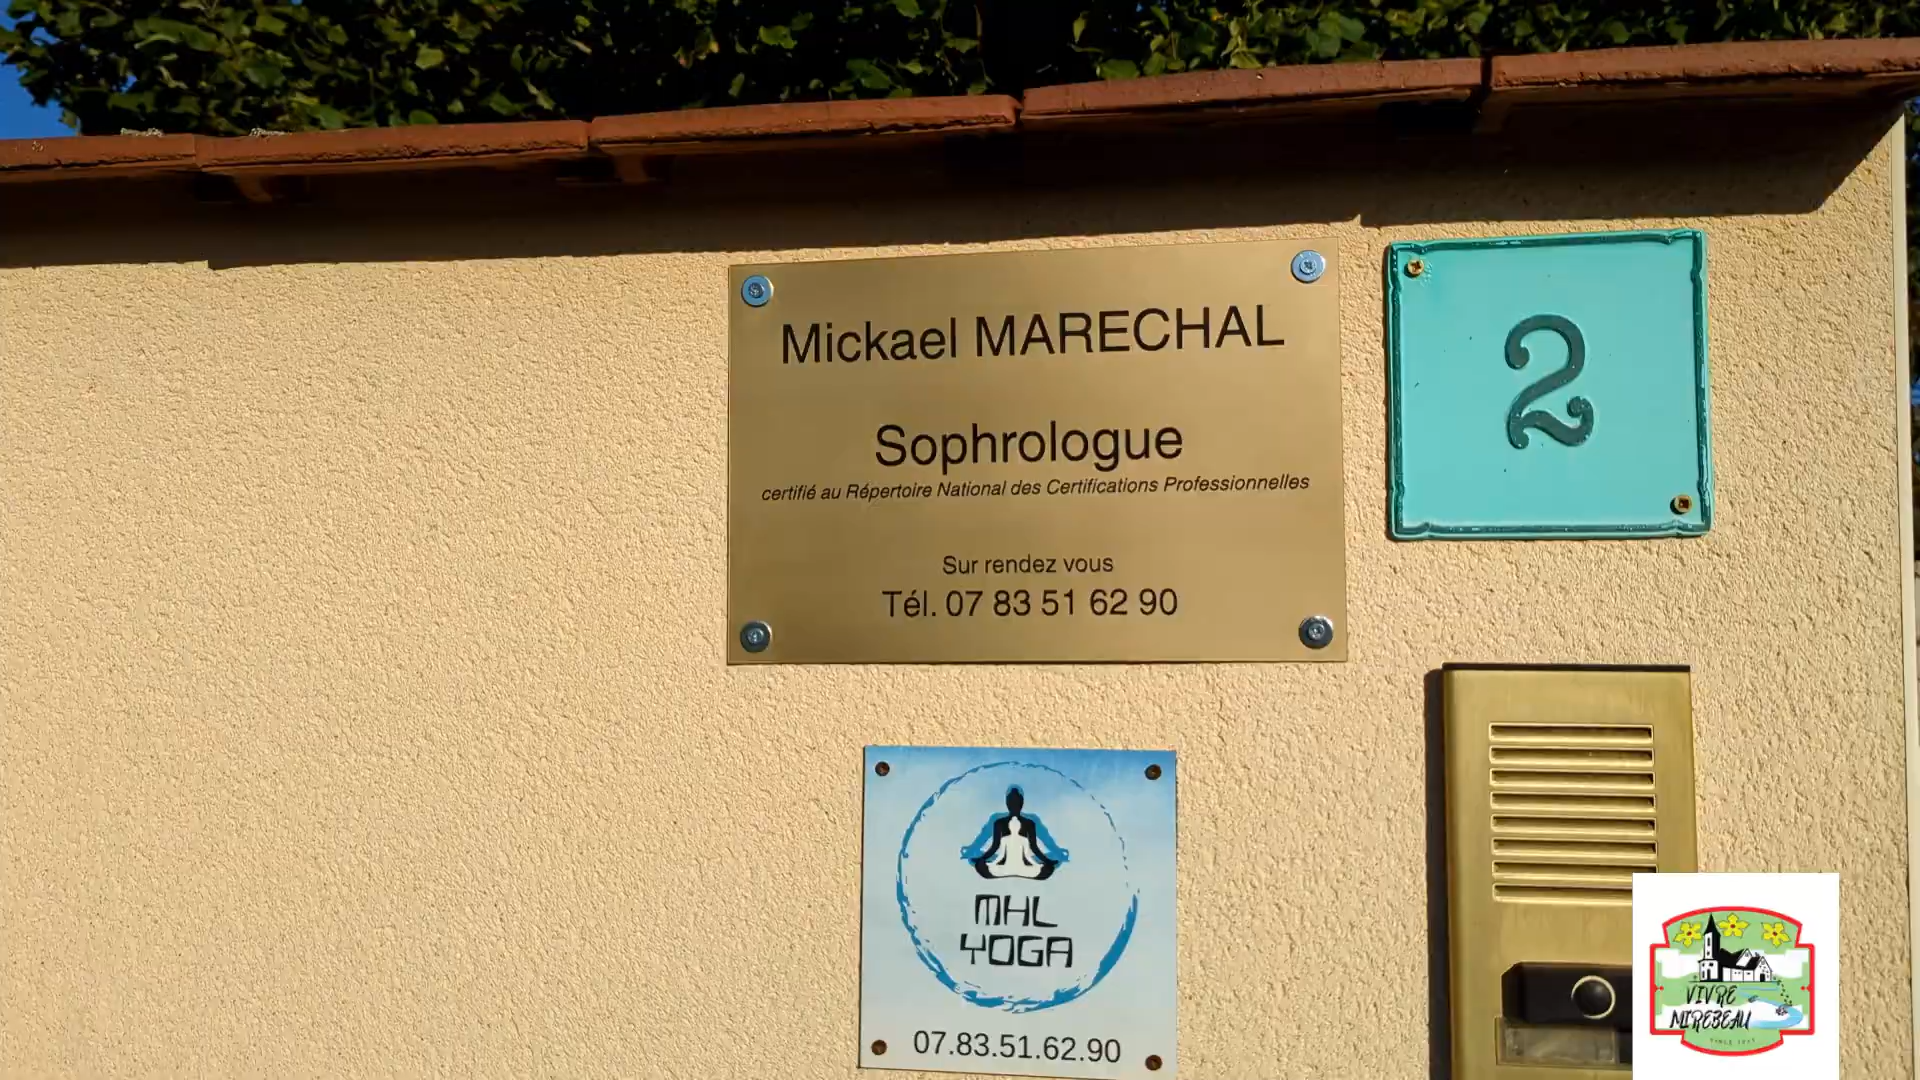 Mickael MARECHAL
Sophrologue
certifié au Répertoire National des Certifications Professionnelles
Sur rendez vous
Tél. 07 83 51 62 90
2
MHL
YOGA
07.83.51.62.90
VIVRE
MIREBEAU